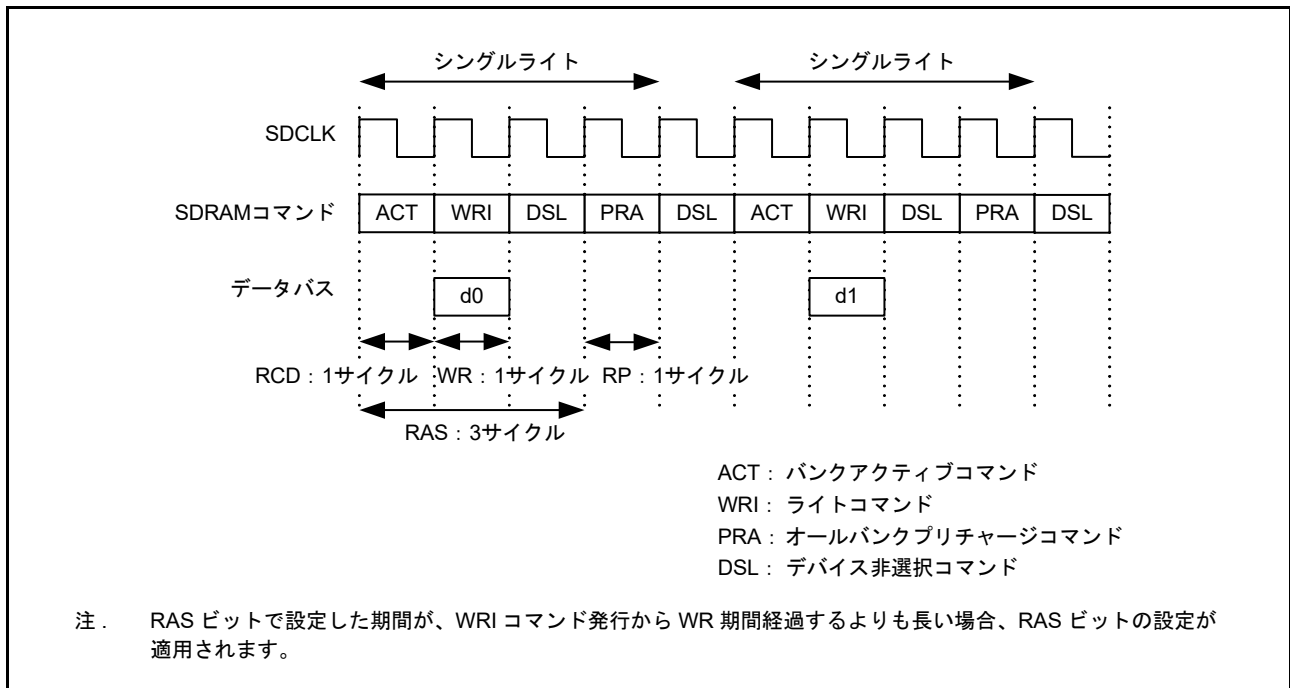 シングルライト シングルライト
SDCLK
SDRAMコマンド ACT WRI DSL PRA DSL ACT WRI DSL PRA DSL
データバス d0 d1
RCD：1サイクル WR：1サイクル RP：1サイクル
RAS：3サイクル
ACT： バンクアクティブコマンド
WRI： ライトコマンド
PRA： オールバンクプリチャージコマンド
DSL： デバイス非選択コマンド
注． RAS ビットで設定した期間が、WRI コマンド発行から WR 期間経過するよりも長い場合、RAS ビットの設定が
適用されます。